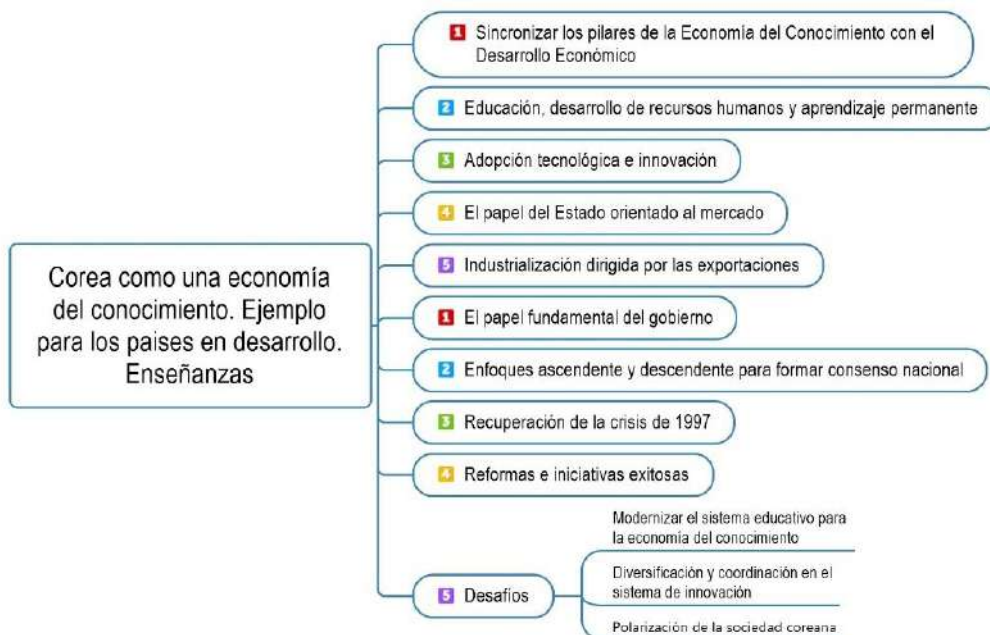 Corea como una economía
del conocimiento. Ejemplo
para los paises en desarrollo.
Enseñanzas
1 Sincronizar los pilares de la Economía del Conocimiento con el
Desarrollo Económico
2 Educación, desarrollo de recursos humanos y aprendizaje permanente
3 Adopción tecnológica e innovación
4 El papel del Estado orientado al mercado
5 Industrialización dirigida por las exportaciones
1 El papel fundamental del gobierno
2 Enfoques ascendente y descendente para formar consenso nacional
3 Recuperación de la crisis de 1997
4 Reformas e iniciativas exitosas
5 Desafíos
Modernizar el sistema educativo para
la economía del conocimiento
Diversificación y coordinación en el
sistema de innovación
Polarización de la sociedad coreana